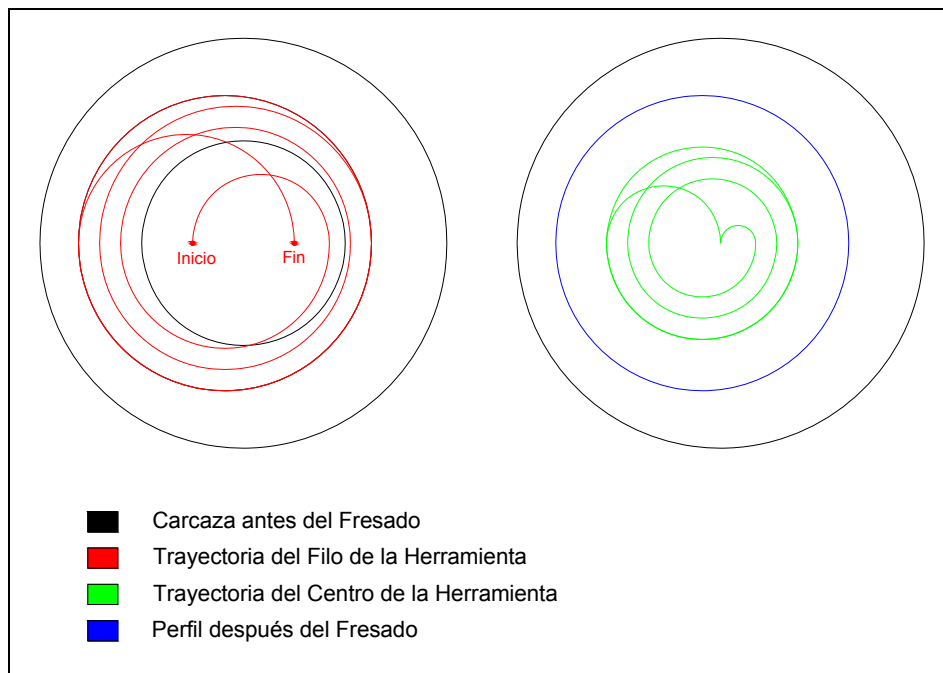 Inicio
Fin
Carcaza antes del Fresado
Trayectoria del Filo de la Herramienta
Trayectoria del Centro de la Herramienta
Perfil después del Fresado